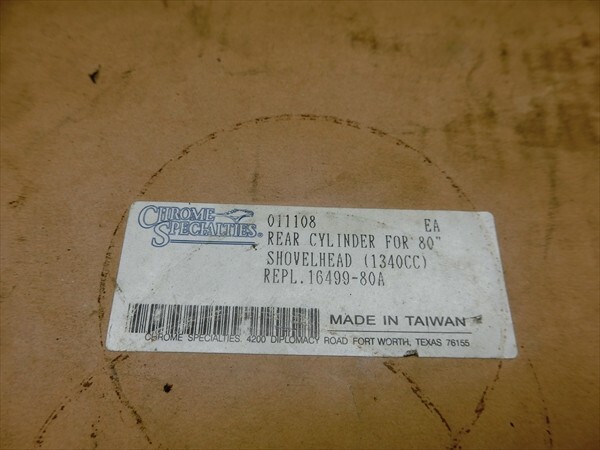 CHROME
SPECIALTIES®
011108 EA
REAR CYLINDER FOR 80"
SHOVELHEAD (1340CC)
REPL.16499-80A
MADE IN TAIWAN
CHROME SPECIALTIES. 4200 DIPLOMACY ROAD FORT WORTH, TEXAS 76155